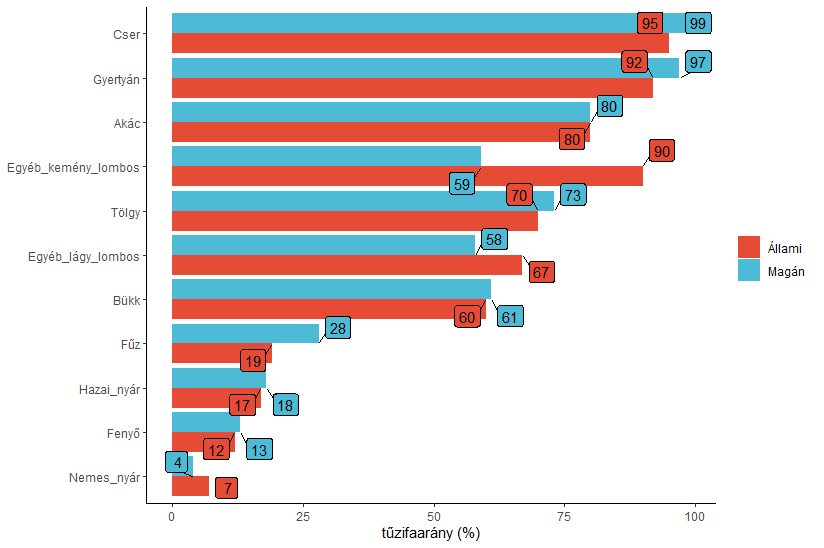 Cser
95
99
Gyertyán
92
97
Akác
80
80
Egyéb_kemény_lombos
90
59
Tölgy
70
73
Egyéb_lágy_lombos
58
67
Bükk
60
61
Fűz
28
19
Hazai_nyár
17
18
Fenyő
12
13
Nemes_nyár
4
7
0 25 50 75 100
tűzifaarány (%)
Állami
Magán